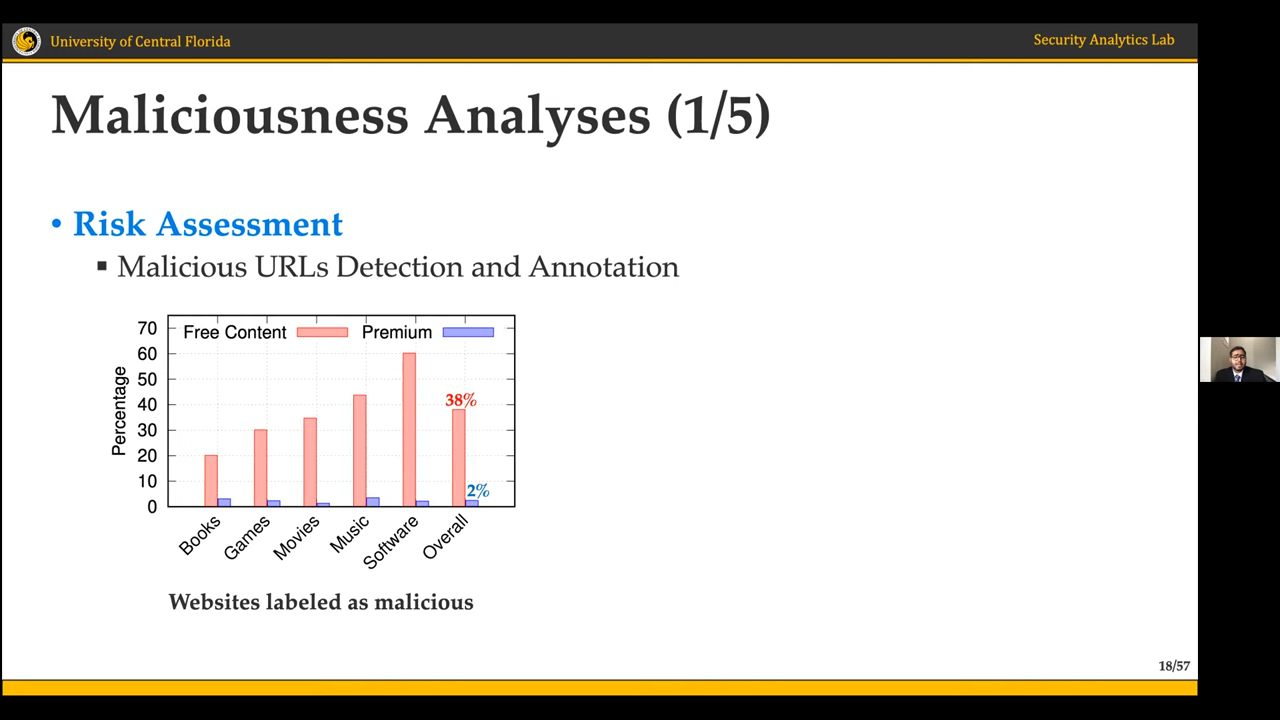 University of Central Florida
Security Analytics Lab
Maliciousness Analyses (1/5)
• Risk Assessment
▪ Malicious URLs Detection and Annotation
Free Content
Premium
Percentage
70
60
50
40
30
20
10
0
38%
2%
Books
Games
Movies
Music
Software
Overall
Websites labeled as malicious
18/57